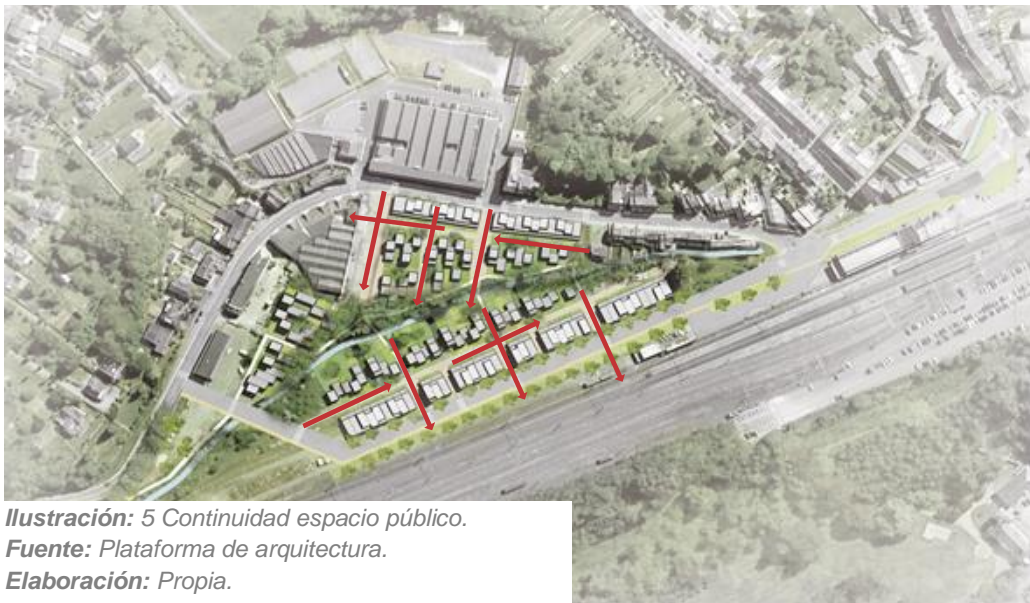 Ilustración: 5 Continuidad espacio público.
Fuente: Plataforma de arquitectura.
Elaboración: Propia.